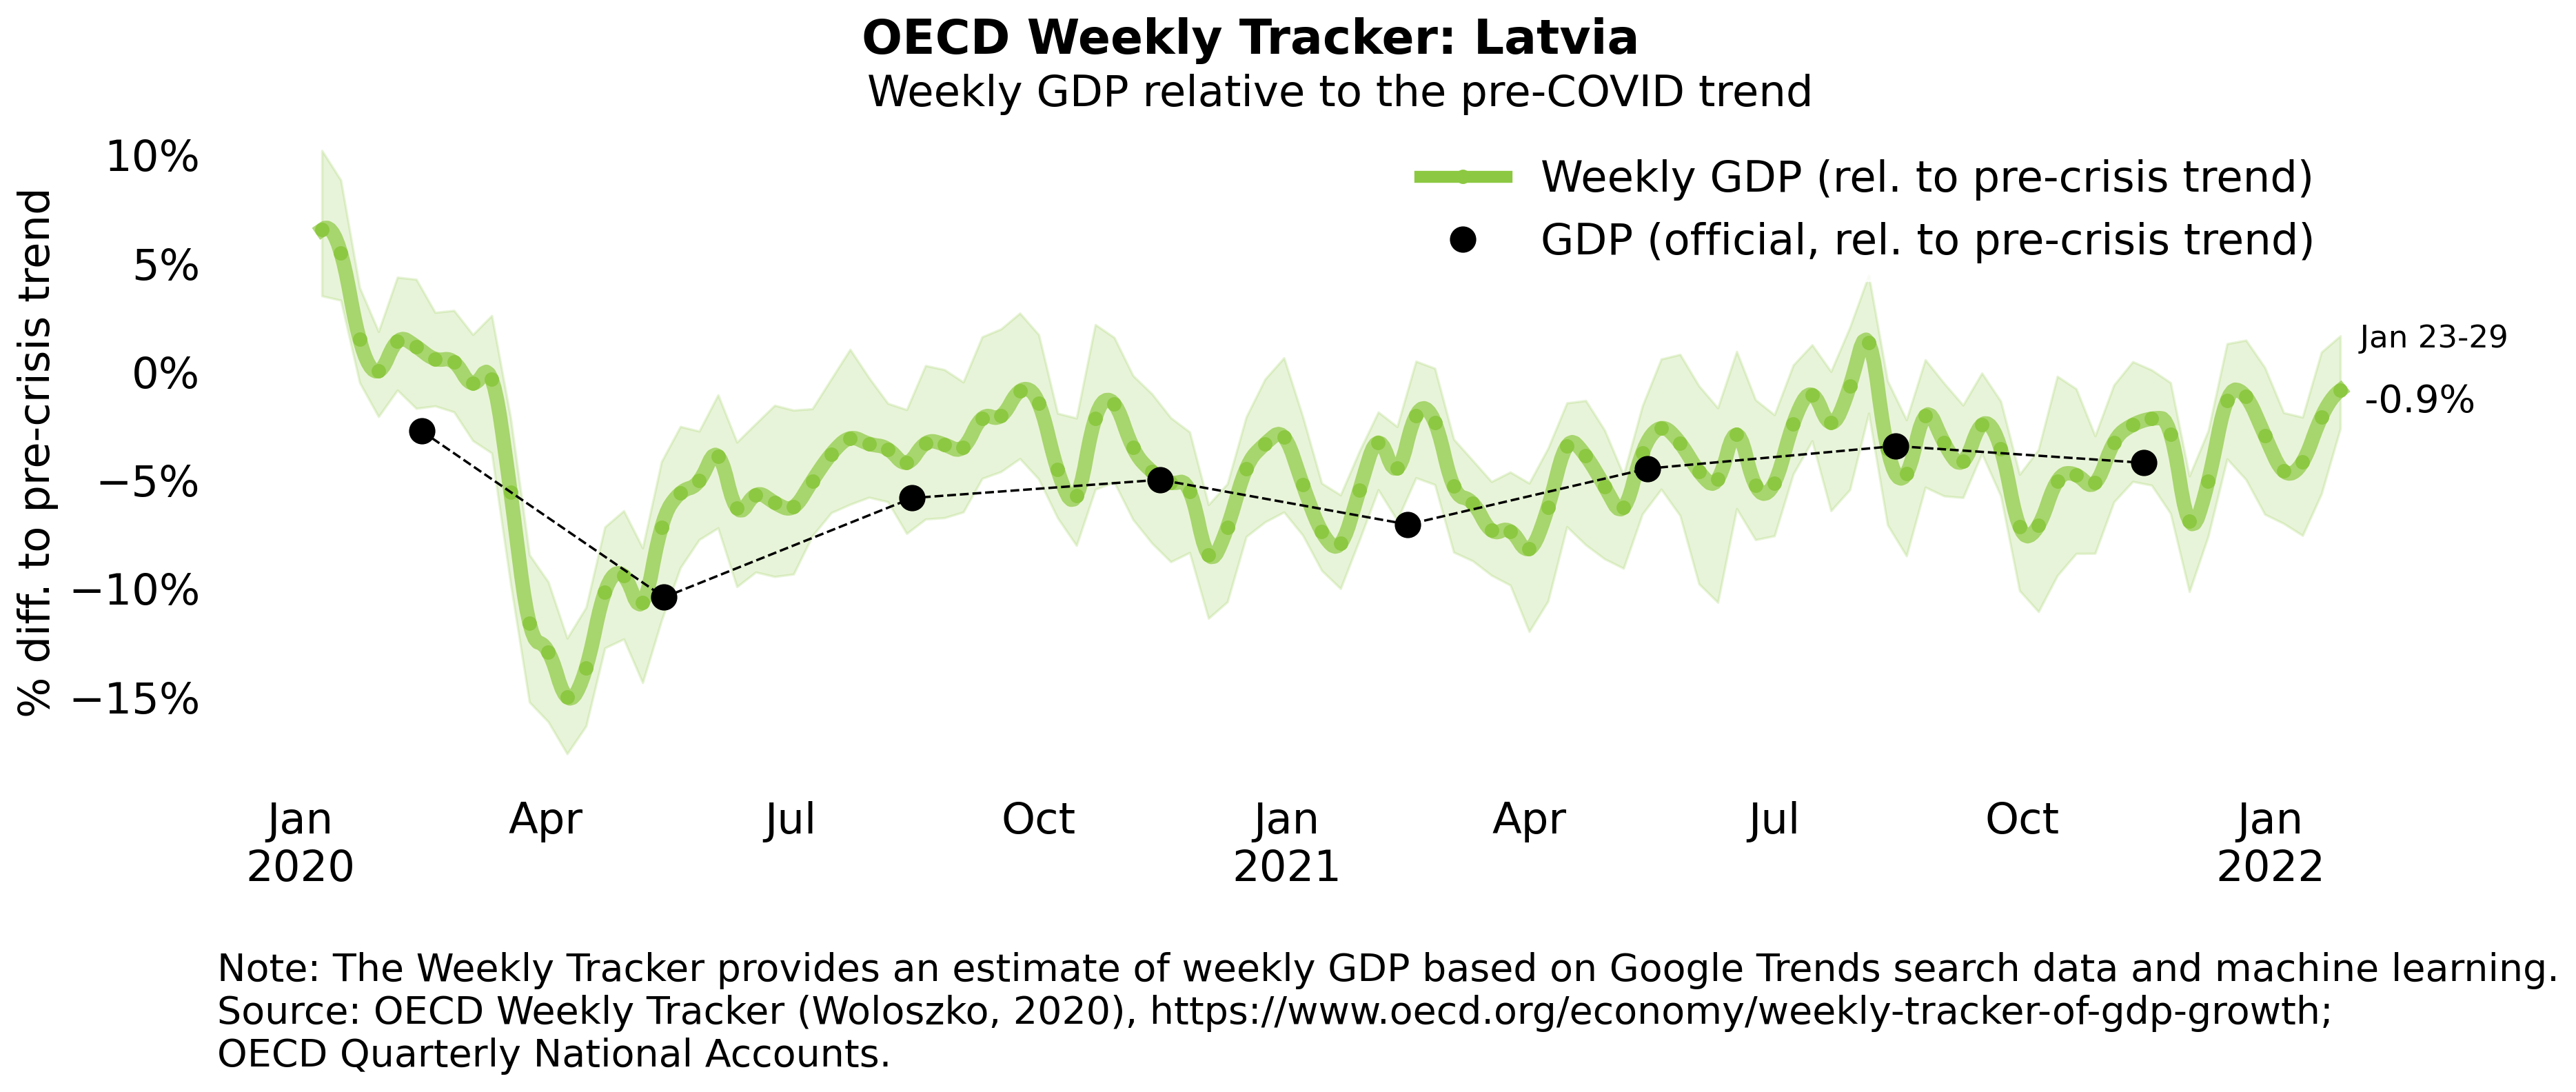 OECD Weekly Tracker: Latvia
Weekly GDP relative to the pre-COVID trend
% diff. to pre-crisis trend
10%
5%
0%
−5%
−10%
−15%
Weekly GDP (rel. to pre-crisis trend)
GDP (official, rel. to pre-crisis trend)
Jan 23-29
-0.9%
Jan Apr Jul Oct Jan Apr Jul Oct Jan
2020 2021 2022
Note: The Weekly Tracker provides an estimate of weekly GDP based on Google Trends search data and machine learning.
Source: OECD Weekly Tracker (Woloszko, 2020), https://www.oecd.org/economy/weekly-tracker-of-gdp-growth;
OECD Quarterly National Accounts.